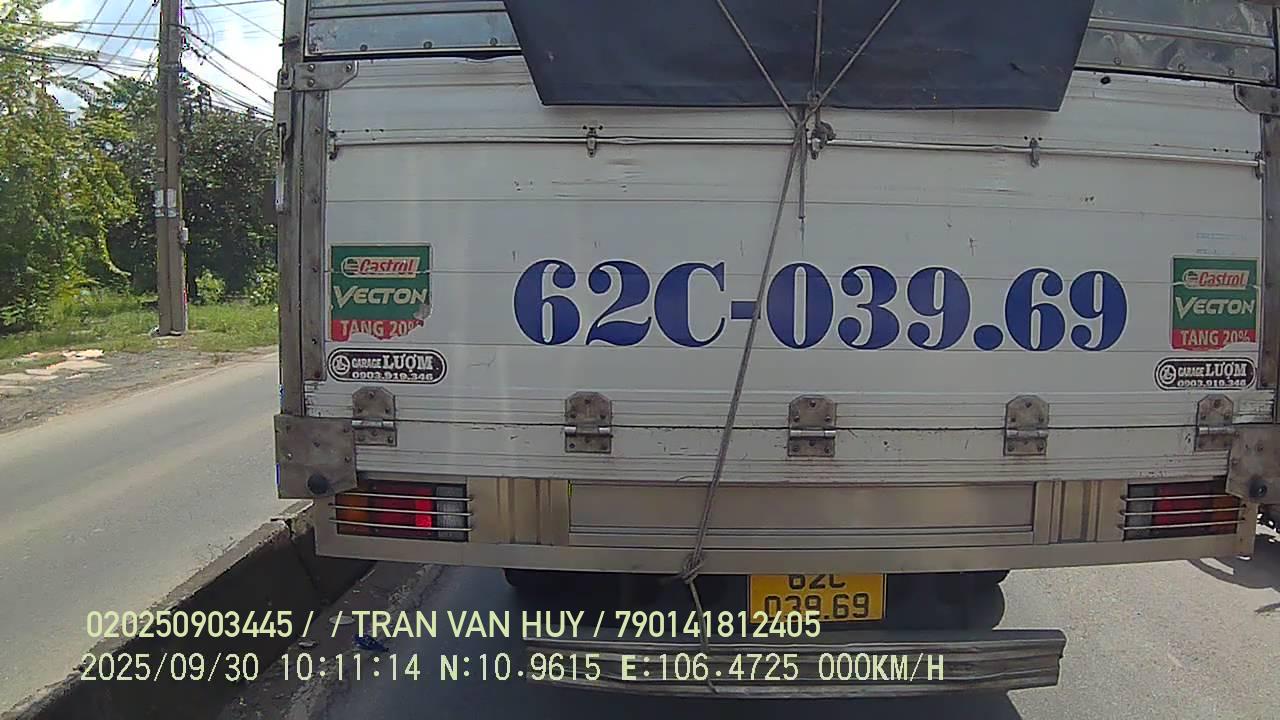 Castrol
VECTON
TANG 20%
GARAGE LƯỢM
0903.919.346
62C-039.69
Castrol
VECTON
TANG 20%
GARAGE LƯỢM
0903.919.346
62C
039.69
020250903445 / / TRAN VAN HUY / 790141812405
2025/09/30 10:11:14 N:10.9615 E:106.4725 000KM/H